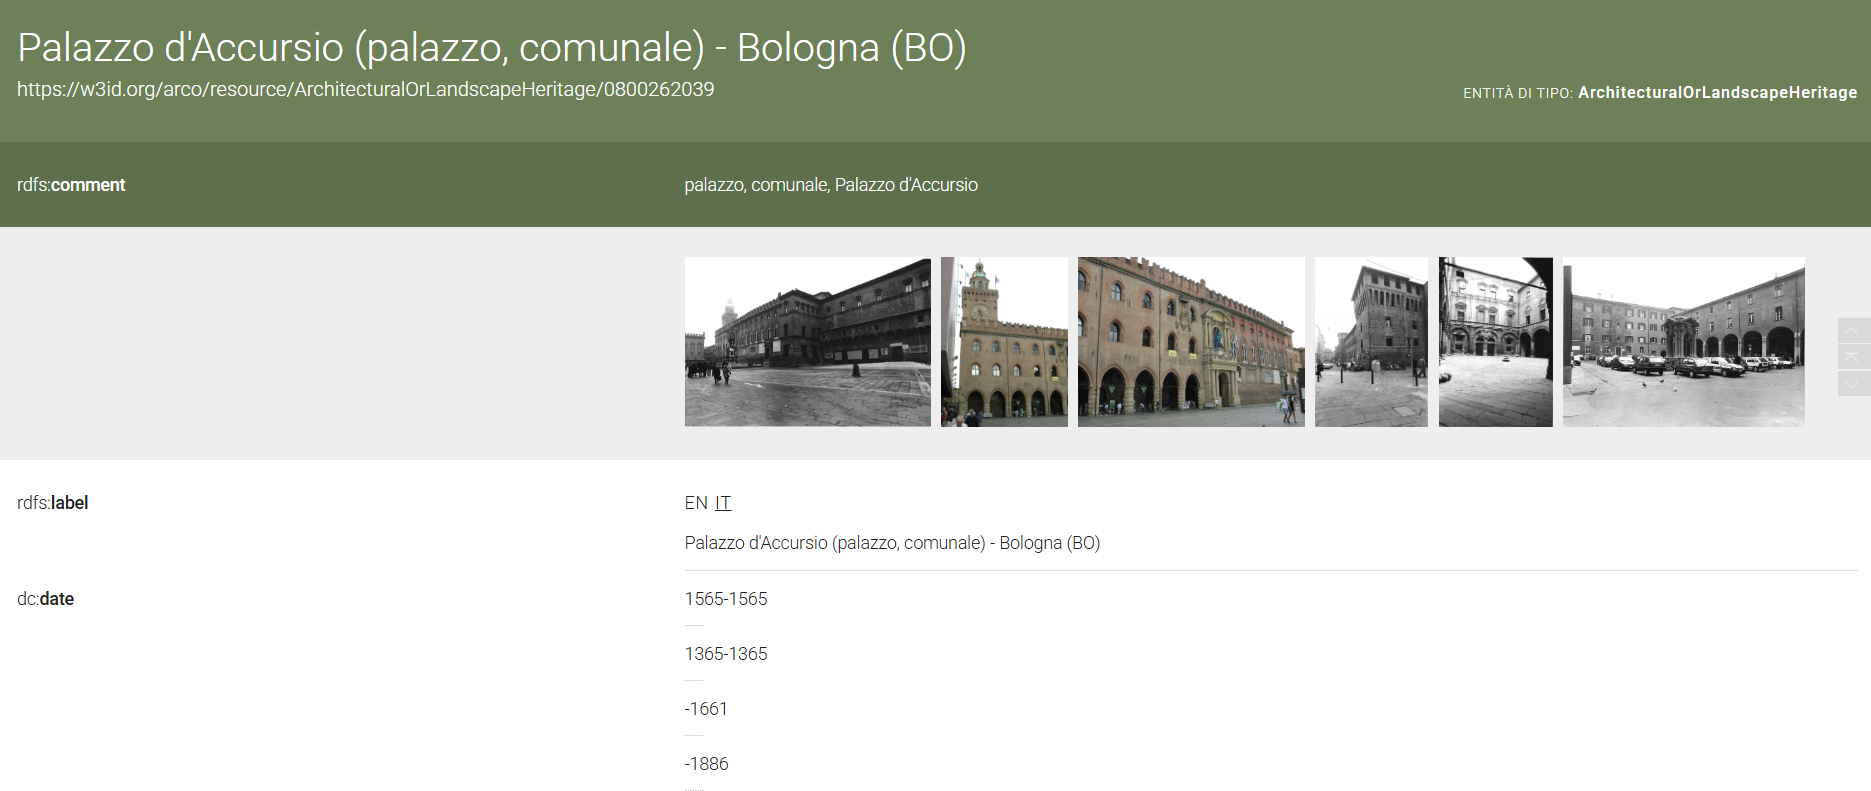 Palazzo d'Accursio (palazzo, comunale) - Bologna (BO)
https://w3id.org/arco/resource/ArchitecturalOrLandscapeHeritage/0800262039
ENTITÀ DI TIPO: ArchitecturalOrLandscapeHeritage
rdfs:comment
palazzo, comunale, Palazzo d'Accursio
rdfs:label
EN IT
Palazzo d'Accursio (palazzo, comunale) - Bologna (BO)
dc:date
1565-1565
1365-1365
-1661
-1886